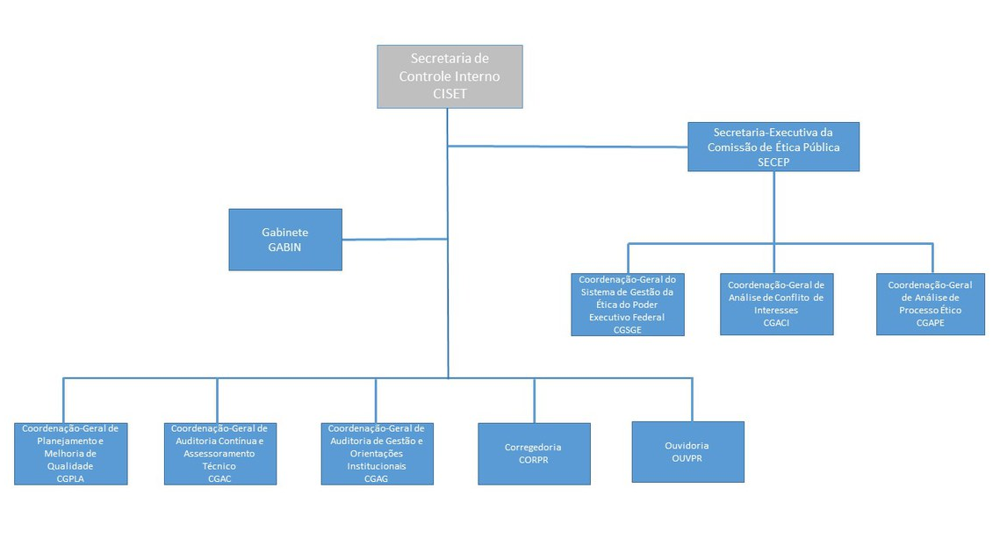 Secretaria de
Controle Interno
CISET
Secretaria-Executiva da
Comissão de Ética Pública
SECEP
Gabinete
GABIN
Coordenação-Geral do
Sistema de Gestão da
Ética do Poder
Executivo Federal
CGSGE
Coordenação-Geral de
Análise de Conflito de
Interesses
CGACI
Coordenação-Geral
de Análise de
Processo Ético
CGAPE
Coordenação-Geral de
Planejamento e
Melhoria de
Qualidade
CGPLA
Coordenação-Geral de
Auditoria Contínua e
Assessoramento
Técnico
CGAC
Coordenação-Geral de
Auditoria de Gestão e
Orientações
Institucionais
CGAG
Corregedoria
CORPR
Ouvidoria
OUVPR